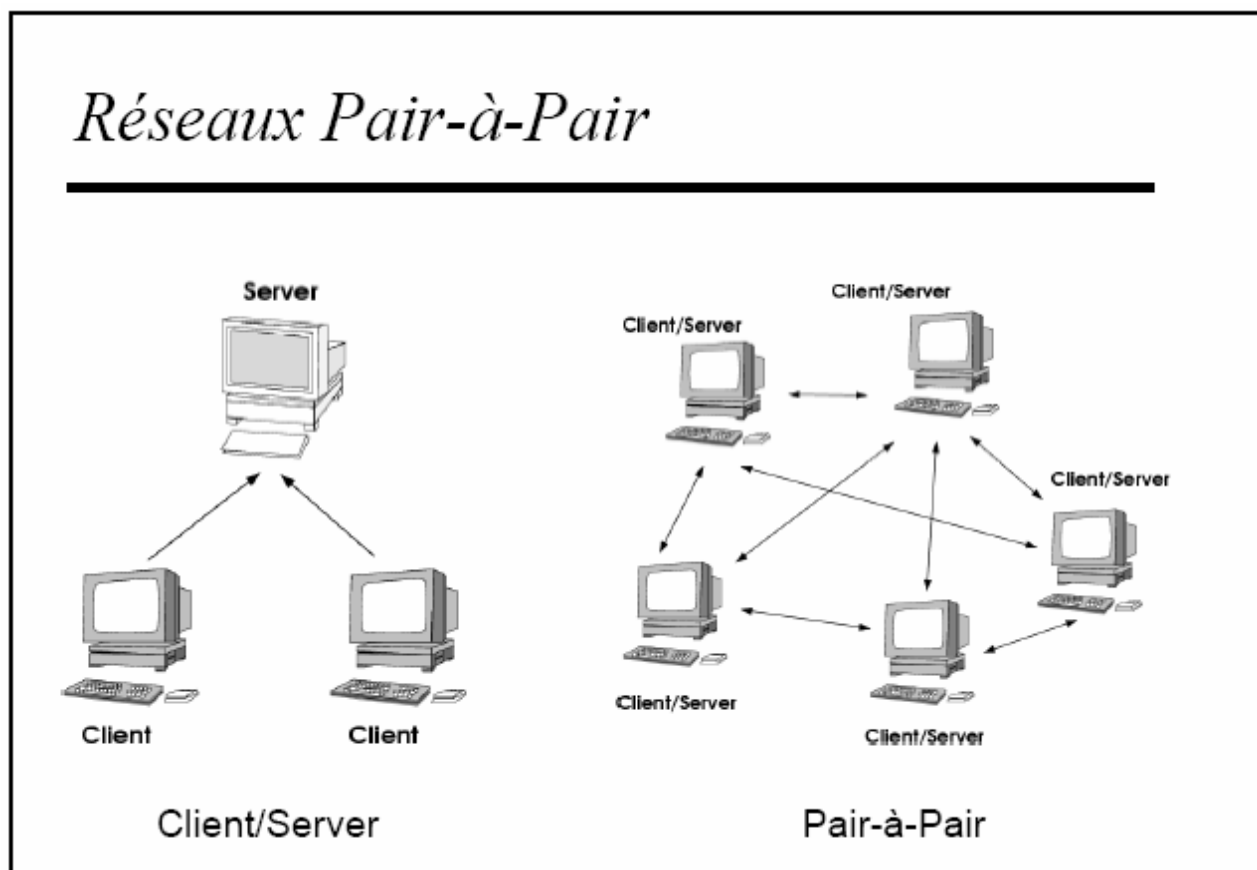 Réseaux Pair-à-Pair
Server
Client
Client
Client/Server
Client/Server
Client/Server
Client/Server
Client/Server
Client/Server
Pair-à-Pair